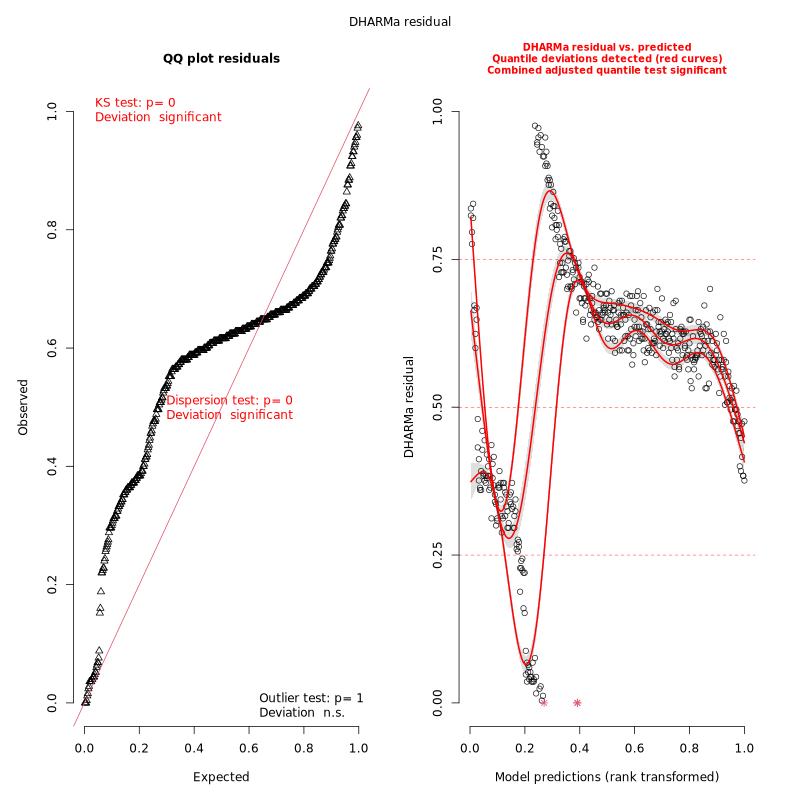 DHARMa residual
QQ plot residuals
KS test: p= 0
Deviation significant
Dispersion test: p= 0
Deviation significant
Outlier test: p= 1
Deviation n.s.
Observed
0.0
0.2
0.4
0.6
0.8
1.0
0.0
0.2
0.4
0.6
0.8
1.0
Expected
DHARMa residual vs. predicted
Quantile deviations detected (red curves)
Combined adjusted quantile test significant
DHARMa residual
0.00
0.25
0.50
0.75
1.00
0.0
0.2
0.4
0.6
0.8
1.0
Model predictions (rank transformed)